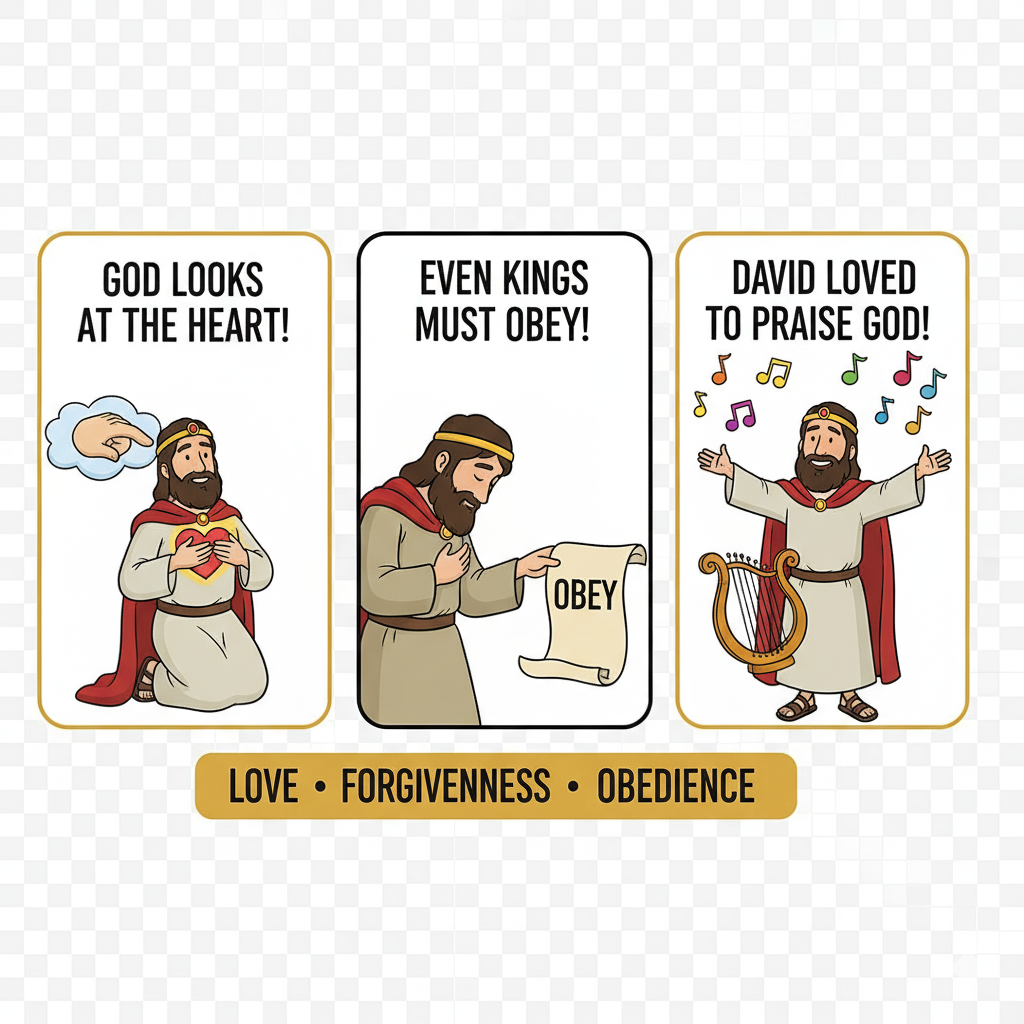 GOD LOOKS
AT THE HEART!
EVEN KINGS
MUST OBEY!
OBEY
DAVID LOVED
TO PRAISE GOD!
LOVE • FORGIVENNESS • OBEDIENCE